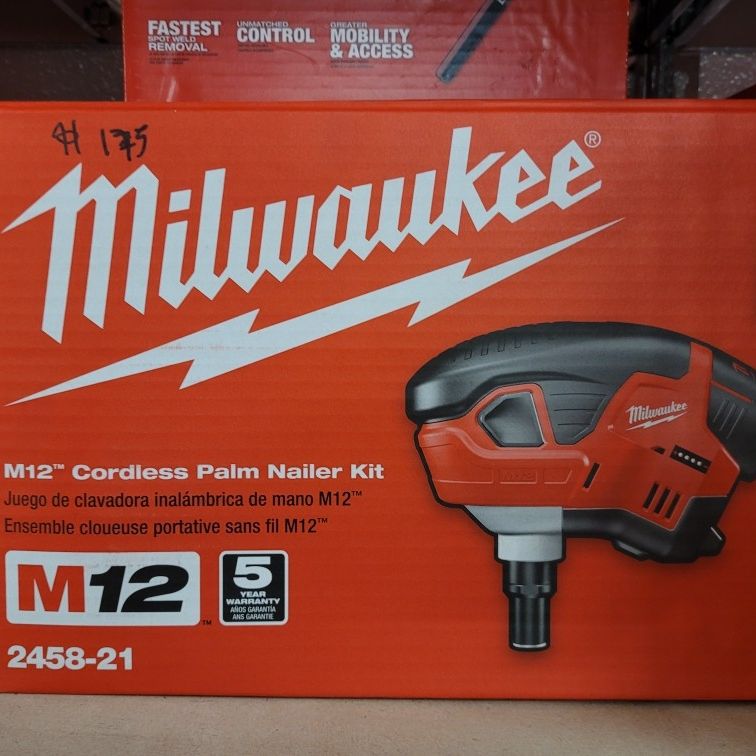 FASTEST
SPOT WELD
REMOVAL
UNMATCHED
CONTROL
GREATER
MOBILITY
& ACCESS
175
Milwaukee®
Milwaukee
M12
M12™ Cordless Palm Nailer Kit
Juego de clavadora inalámbrica de mano M12™
Ensemble cloueuse portative sans fil M12™
M12™
5
YEAR
WARRANTY
AÑOS GARANTÍA
ANS GARANTIE
2458-21